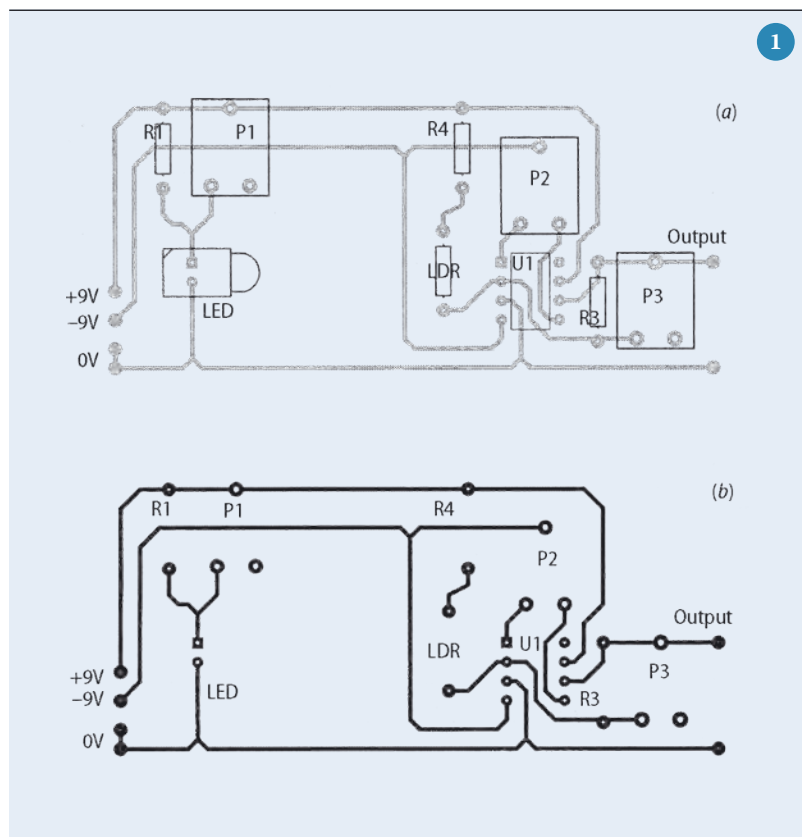 1
(a)
R1
P1
R4
P2
Output
LDR
U1
P3
+9V
LED
R3
−9V
0V
(b)
R1
P1
R4
P2
Output
U1
LDR
P3
+9V
−9V
LED
R3
0V